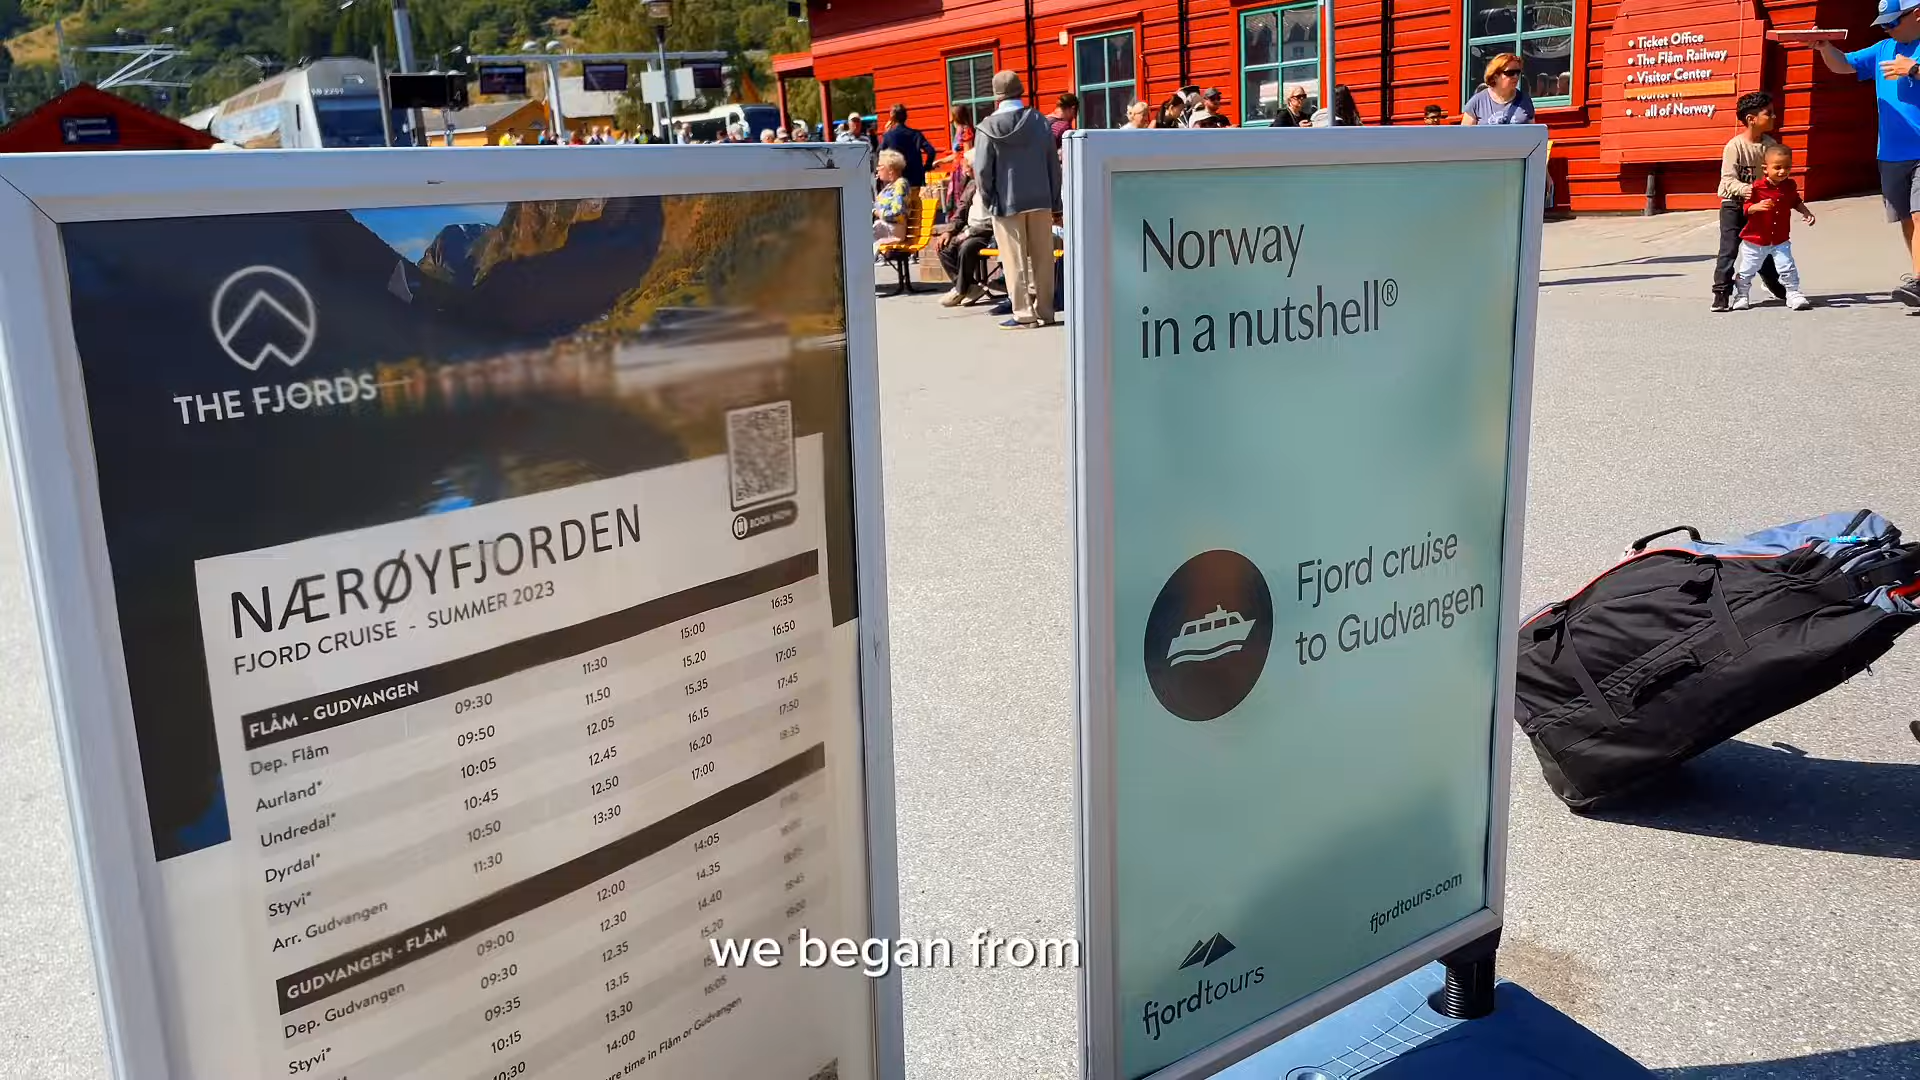 THE FJORDS
BOOK NOW
NÆRØYFJORDEN
FJORD CRUISE - SUMMER 2023
FLÅM - GUDVANGEN
Dep. Flåm 09:30 11:30 15:00 16:35
Aurland* 09:50 11.50 15.20 16:50
Undredal* 10:05 12.05 15.35 17:05
Dyrdal* 10:45 12.45 16.15 17:45
Styvi* 10:50 12.50 16.20 17:50
Arr. Gudvangen 11:30 13:30 17:00 18:35
GUDVANGEN - FLÅM
Dep. Gudvangen 09:00 12:00 14:05
Styvi* 09:30 12.30 14.35
09:35 12.35 14.40
10:15 13.15 15.20
10:30 13.30
14:00 16:05
time in Flåm or Gudvangen
Norway
in a nutshell®
Fjord cruise
to Gudvangen
fjordtours.com
fjordtours
• Ticket Office
• The Flåm Railway
• Visitor Center
all of Norway
4
we began from